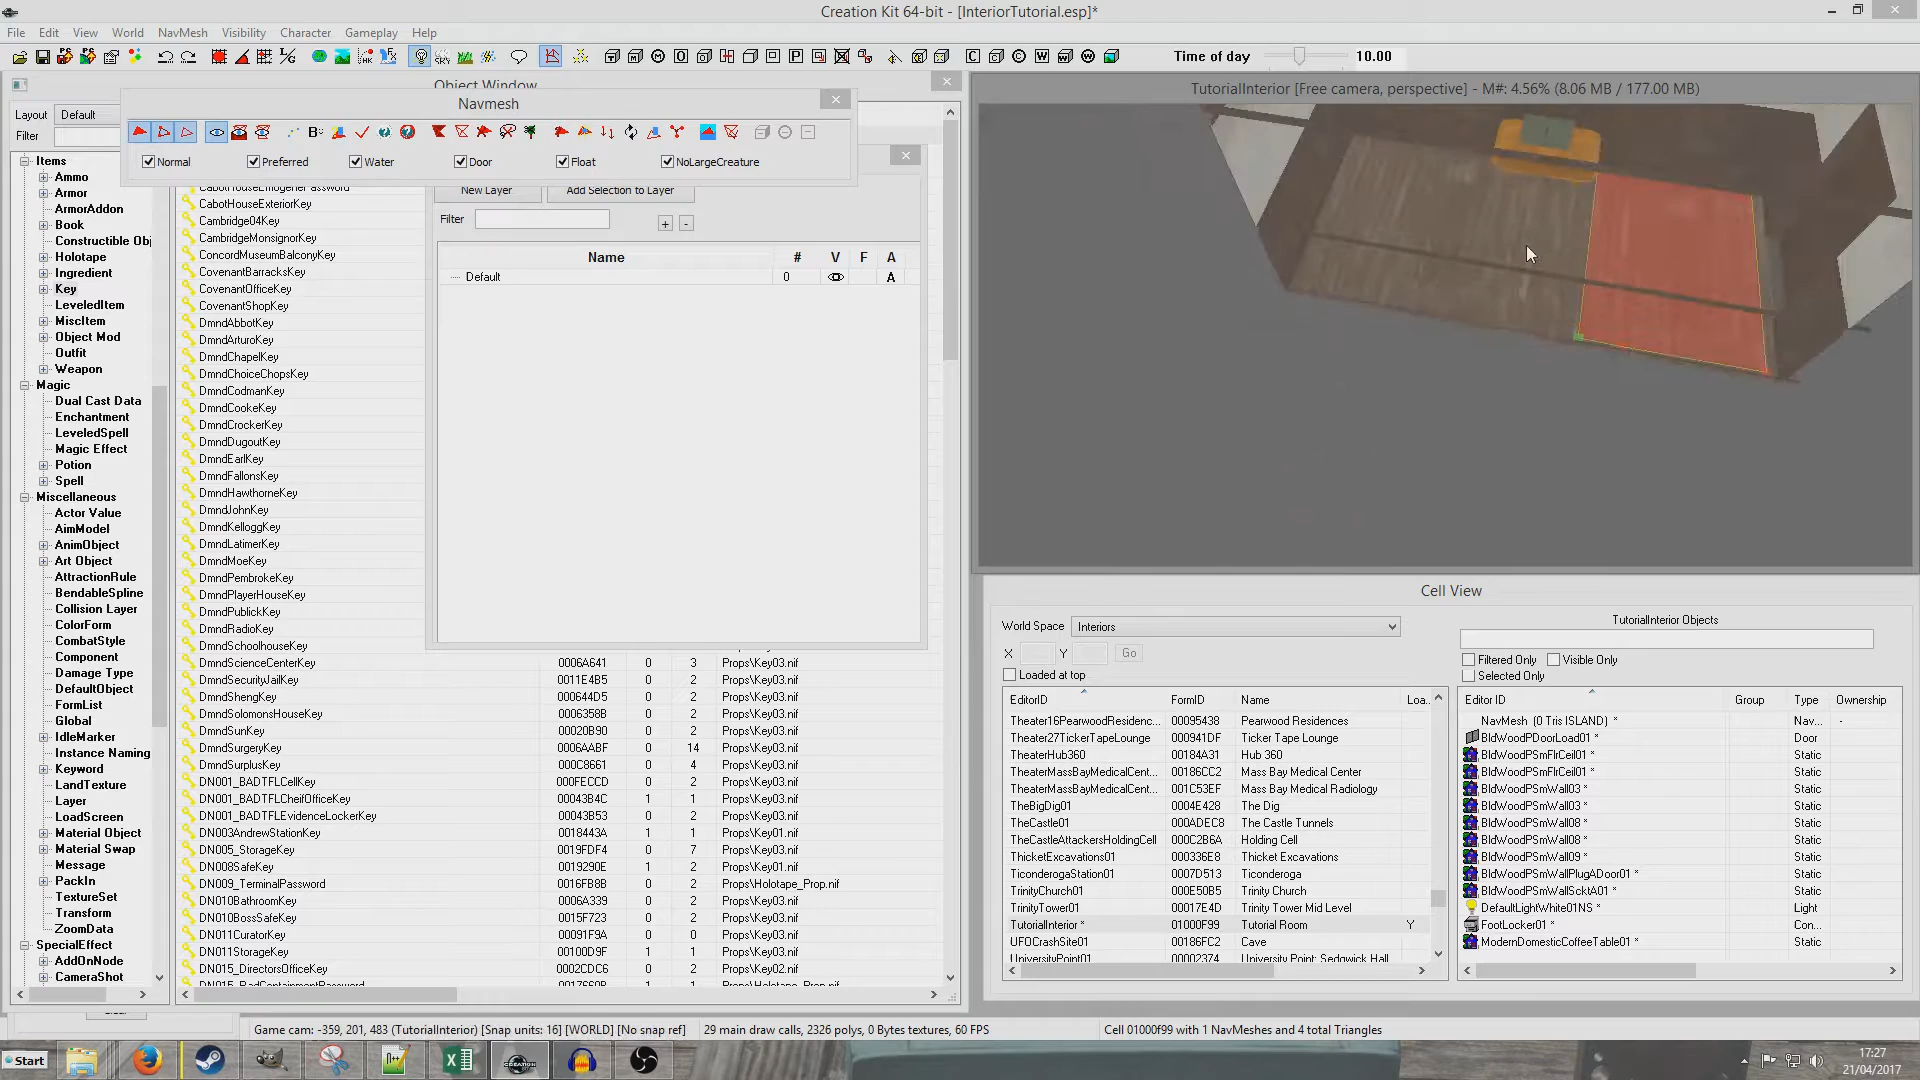 Creation Kit 64-bit - [InteriorTutorial.esp]*
File Edit View World NavMesh Visibility Character Gameplay Help
Time of day 10.00
Object Window
Navmesh
TutorialInterior [Free camera, perspective] - M#: 4.56% (8.06 MB / 177.00 MB)
Layout Default
Filter
B
Normal Preferred Water Door Float NoLargeCreature
Items
Ammo
Armor
ArmorAddon
Book
Constructible Obj
Holotape
Ingredient
Key
LeveledItem
MiscItem
Object Mod
Outfit
Weapon
Magic
Dual Cast Data
Enchantment
LeveledSpell
Magic Effect
Potion
Spell
Miscellaneous
Actor Value
AimModel
AnimObject
Art Object
AttractionRule
BendableSpline
Collision Layer
ColorForm
CombatStyle
Component
Damage Type
DefaultObject
FormList
Global
IdleMarker
Instance Naming
Keyword
LandTexture
Layer
LoadScreen
Material Object
Material Swap
Message
PackIn
TextureSet
Transform
ZoomData
SpecialEffect
AddOnNode
CameraShot
CabotHouseExteriorKey
Cambridge04Key
CambridgeMonsignorKey
ConcordMuseumBalconyKey
CovenantBarracksKey
CovenantOfficeKey
CovenantShopKey
DmndAbbotKey
DmndArturoKey
DmndChapelKey
DmndChoiceChopsKey
DmndCodmanKey
DmndCookeKey
DmndCrockerKey
DmndDugoutKey
DmndEarlKey
DmndFallonsKey
DmndHawthorneKey
DmndJohnKey
DmndKelloggKey
DmndLatimerKey
DmndMoeKey
DmndPembrokeKey
DmndPlayerHouseKey
DmndPublickKey
DmndRadioKey
DmndSchoolhouseKey
DmndScienceCenterKey 0006A641 0 3 Props\Key03.nif
DmndSecurityJailKey 0011E4B5 0 2 Props\Key03.nif
DmndShengKey 000644D5 0 2 Props\Key03.nif
DmndSolomonsHouseKey 0006358B 0 2 Props\Key03.nif
DmndSunKey 00020B90 0 2 Props\Key03.nif
DmndSurgeryKey 0006AABF 0 14 Props\Key03.nif
DmndSurplusKey 000C8661 0 4 Props\Key03.nif
DN001_BADTFLCellKey 000FECCD 0 2 Props\Key03.nif
DN001_BADTFLCheifOfficeKey 00043B4C 1 1 Props\Key03.nif
DN001_BADTFLEvidenceLockerKey 00043B53 0 2 Props\Key03.nif
DN003AndrewStationKey 0018443A 1 1 Props\Key01.nif
DN005_StorageKey 0019FDF4 0 7 Props\Key03.nif
DN008SafeKey 0019290E 1 2 Props\Key01.nif
DN009_TerminalPassword 0016FB8B 0 2 Props\Holotape_Prop.nif
DN010BathroomKey 0006A339 0 2 Props\Key03.nif
DN010BossSafeKey 0015F723 0 2 Props\Key03.nif
DN011CuratorKey 00091F9A 0 0 Props\Key03.nif
DN011StorageKey 00100D9F 1 1 Props\Key03.nif
DN015_DirectorsOfficeKey 0002CDC6 0 2 Props\Key02.nif
New Layer Add Selection to Layer
Filter + -
Name # V F A
Default 0 A
Cell View
World Space Interiors
X Y Go
Loaded at top
EditorID FormID Name Loa...
Theater16PearwoodResidenc... 00095438 Pearwood Residences
Theater27TickerTapeLounge 000941DF Ticker Tape Lounge
TheaterHub360 00184A31 Hub 360
TheaterMassBayMedicalCent... 00186CC2 Mass Bay Medical Center
TheaterMassBayMedicalCent... 001C53EF Mass Bay Medical Radiology
TheBigDig01 0004E428 The Dig
TheCastle01 000ADEC8 The Castle Tunnels
TheCastleAttackersHoldingCell 000C2B6A Holding Cell
ThicketExcavations01 000336E8 Thicket Excavations
TiconderogaStation01 0007D513 Ticonderoga
TrinityChurch01 000E50B5 Trinity Church
TrinityTower01 00017E4D Trinity Tower Mid Level
TutorialInterior * 01000F99 Tutorial Room Y
UFOCrashSite01 00186FC2 Cave
UniversityPoint01 00002374 University Point: Sedgwick Hall
TutorialInterior Objects
Filtered Only Visible Only
Selected Only
Editor ID Group Type Ownership
NavMesh (0 Tris ISLAND) * Nav... -
BldWoodPDoorLoad01 * Door
BldWoodPSmFlrCeil01 * Static
BldWoodPSmFlrCeil01 * Static
BldWoodPSmWall03 * Static
BldWoodPSmWall03 * Static
BldWoodPSmWall08 * Static
BldWoodPSmWall08 * Static
BldWoodPSmWall09 * Static
BldWoodPSmWallPlugADoor01 * Static
BldWoodPSmWallScktA01 * Static
DefaultLightWhite01NS * Light
FootLocker01 * Con...
ModernDomesticCoffeeTable01 * Static
Game cam: -359, 201, 483 (TutorialInterior) [Snap units: 16] [WORLD] [No snap ref] 29 main draw calls, 2326 polys, 0 Bytes textures, 60 FPS Cell 01000f99 with 1 NavMeshes and 4 total Triangles
Start
17:27
21/04/2017